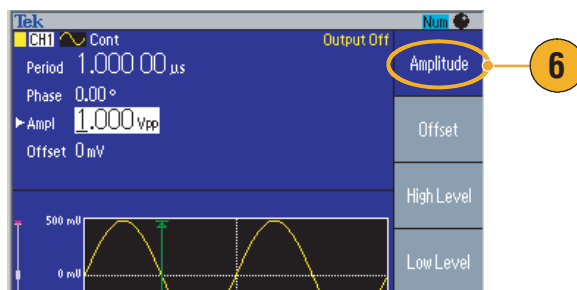 Tek
Num
CH1 Cont
Output Off
Period 1.000 00 µs
Phase 0.00 °
Ampl 1.000 Vpp
Offset 0 mV
Amplitude
6
Offset
High Level
Low Level
500 mV
0 mV